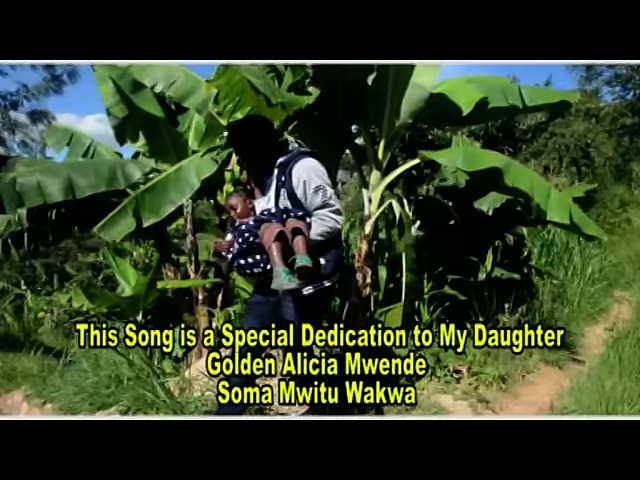 This Song is a Special Dedication to My Daughter
Golden Alicia Mwende
Soma Mwitu Wakwa